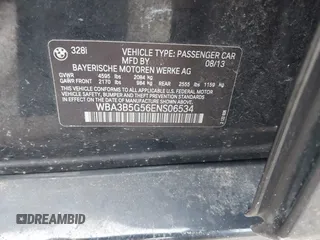 328i
VEHICLE TYPE: PASSENGER CAR
MFD BY 08/13
BAYERISCHE MOTOREN WERKE AG
GVWR 4595 lbs 2084 kg
GAWR FRONT 2170 lbs 984 kg REAR 2555 lbs 1159 kg
THIS VEHICLE CONFORMS TO ALL APPLICABLE U.S. FEDERAL MOTOR
VEHICLE SAFETY, BUMPER, AND THEFT PREVENTION STANDARDS
IN EFFECT ON THE DATE OF MANUFACTURE SHOWN ABOVE.
WBA3B5G56ENS06534
DEALERSHIP.ORG